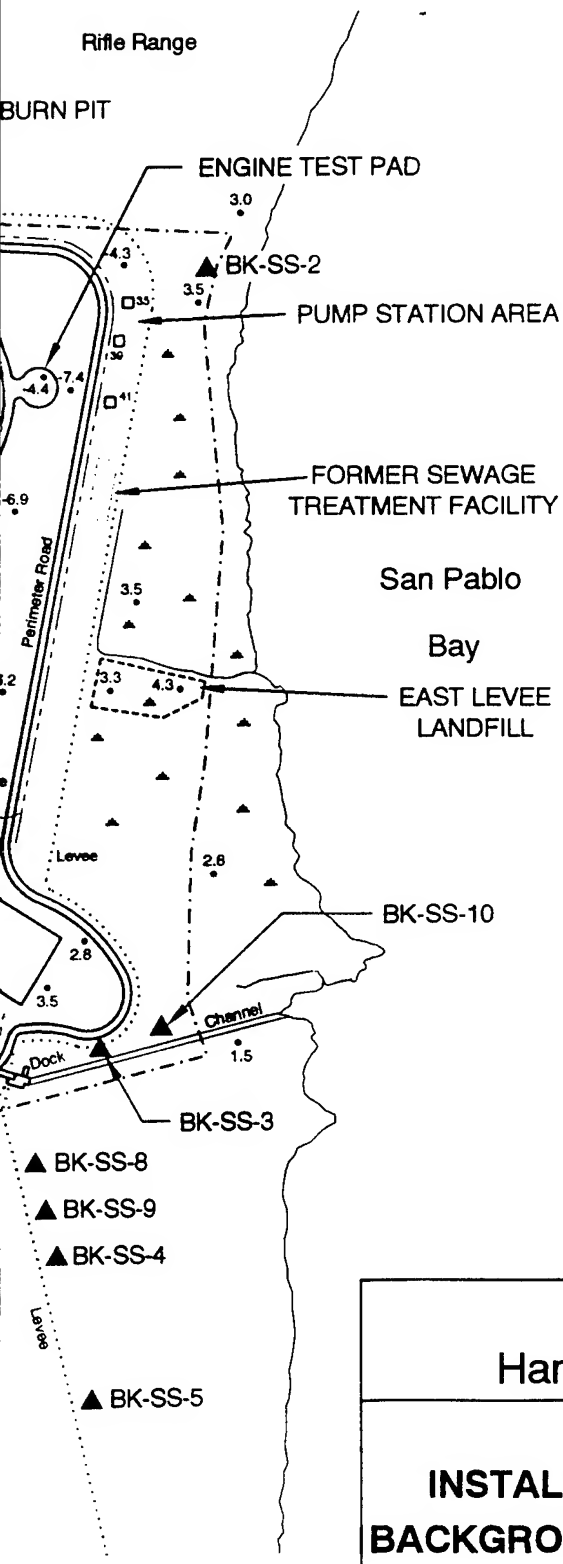 Rifle Range
BURN PIT
ENGINE TEST PAD
3.0
-4.3
BK-SS-2
3.5
35
PUMP STATION AREA
39
-7.4
-4.4
41
FORMER SEWAGE
TREATMENT FACILITY
-6.9
Perimeter Road
3.5
San Pablo
Bay
3.3
4.3
EAST LEVEE
LANDFILL
Levee
2.8
BK-SS-10
2.8
3.5
Channel
1.5
Dock
BK-SS-3
BK-SS-8
BK-SS-9
BK-SS-4
Levee
BK-SS-5
Har
INSTAL
BACKGRO